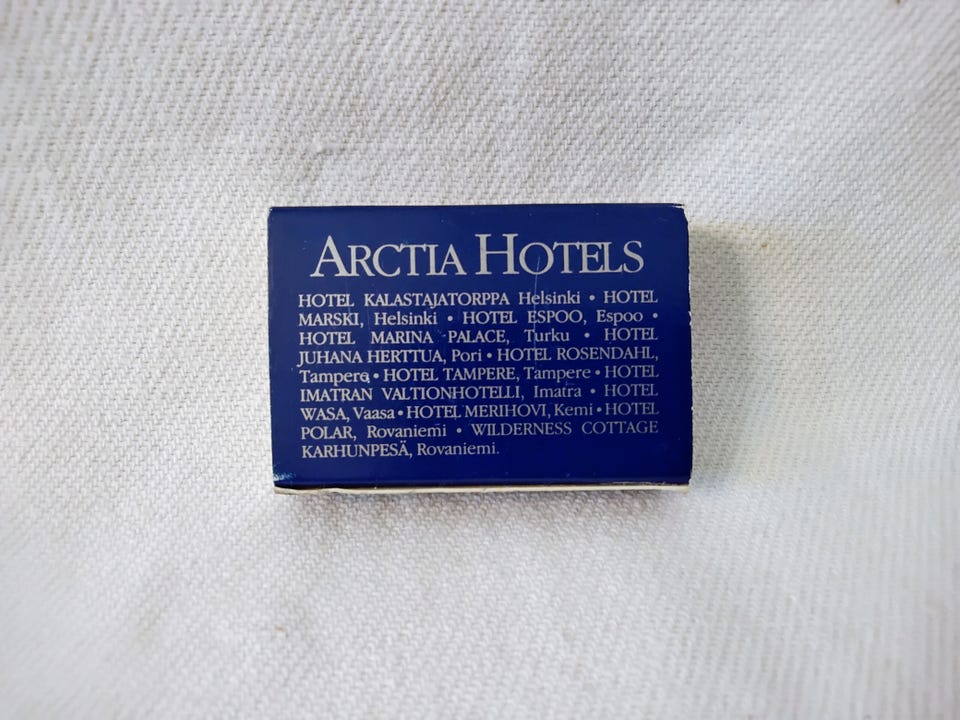 ARCTIA HOTELS
HOTEL KALASTAJATORPPA Helsinki • HOTEL
MARSKI, Helsinki • HOTEL ESPOO, Espoo •
HOTEL MARINA PALACE, Turku • HOTEL
JUHANA HERTTUA, Pori • HOTEL ROSENDAHL,
Tampere • HOTEL TAMPERE, Tampere • HOTEL
IMATRAN VALTIONHOTELLI, Imatra • HOTEL
WASA, Vaasa • HOTEL MERIHOVI, Kemi • HOTEL
POLAR, Rovaniemi • WILDERNESS COTTAGE
KARHUNPESÄ, Rovaniemi.